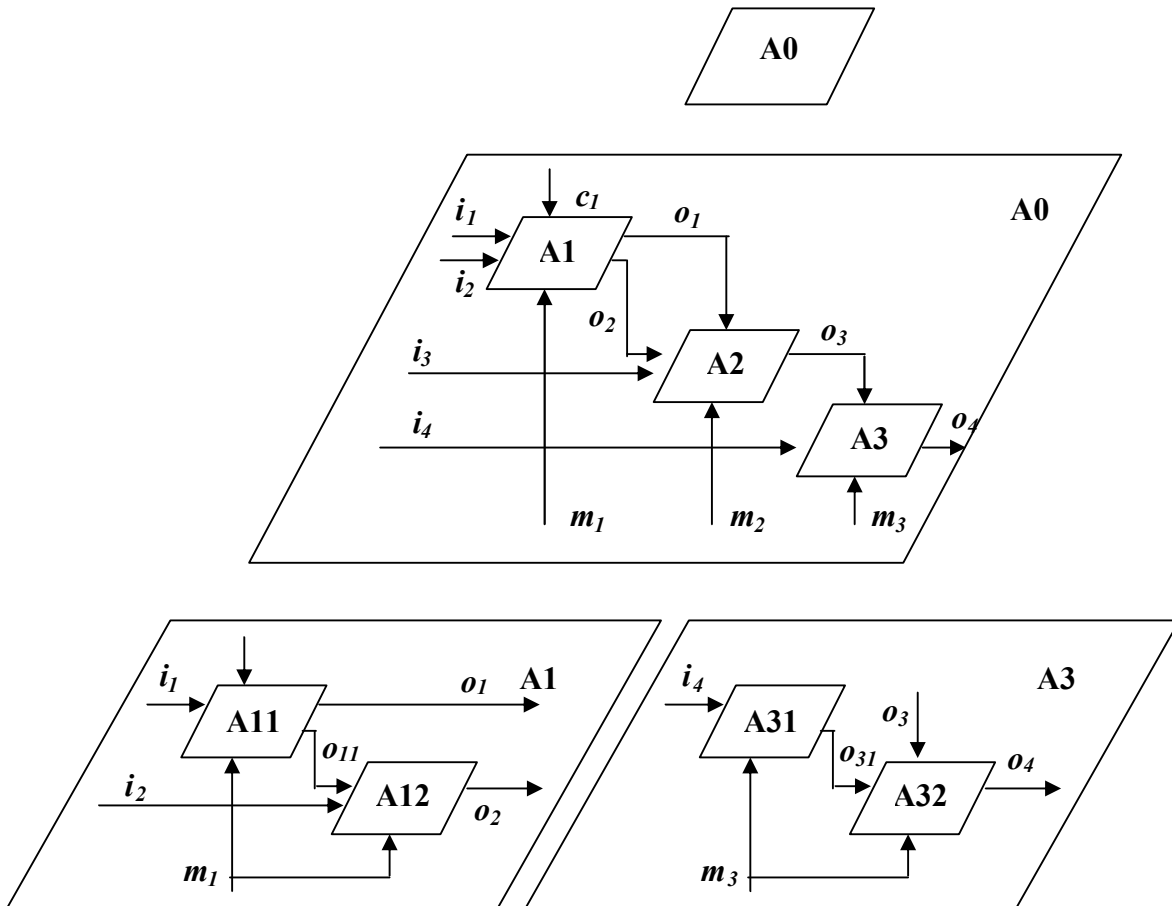 A0
A0
c₁
i₁
o₁
A1
i₂
o₂
i₃
A2
o₃
i₄
A3
o₄
m₁
m₂
m₃
A1
i₁
o₁
A11
o₁₁
i₂
A12
o₂
m₁
A3
i₄
A31
o₃
o₃₁
o₄
A32
m₃